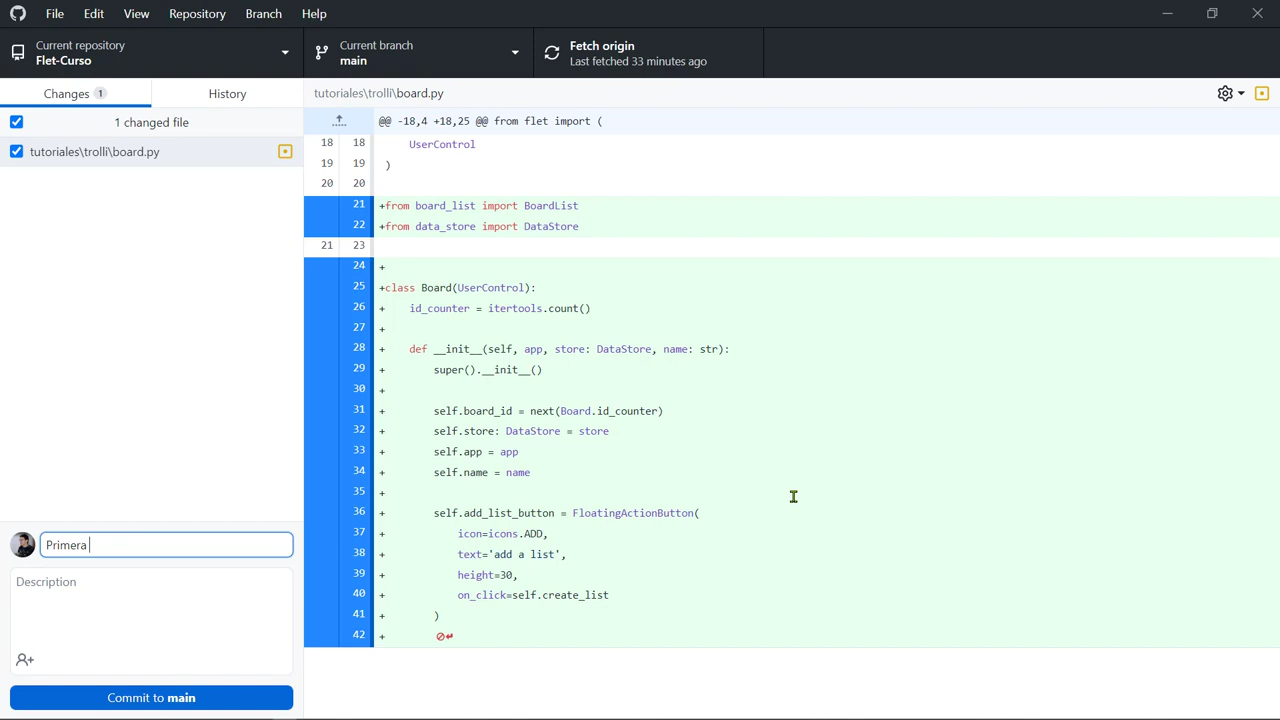 File Edit View Repository Branch Help
Current repository
Flet-Curso
Current branch
main
Fetch origin
Last fetched 33 minutes ago
Changes 1
History
1 changed file
tutoriales\trolli\board.py
Primera
Description
Commit to main
tutoriales\trolli\board.py
@@ -18,4 +18,25 @@ from flet import (
18 18 UserControl
19 19 )
20 20
21 +from board_list import BoardList
22 +from data_store import DataStore
21 23
24 +
25 +class Board(UserControl):
26 + id_counter = itertools.count()
27 +
28 + def __init__(self, app, store: DataStore, name: str):
29 + super().__init__()
30 +
31 + self.board_id = next(Board.id_counter)
32 + self.store: DataStore = store
33 + self.app = app
34 + self.name = name
35 +
36 + self.add_list_button = FloatingActionButton(
37 + icon=icons.ADD,
38 + text='add a list',
39 + height=30,
40 + on_click=self.create_list
41 + )
42 +